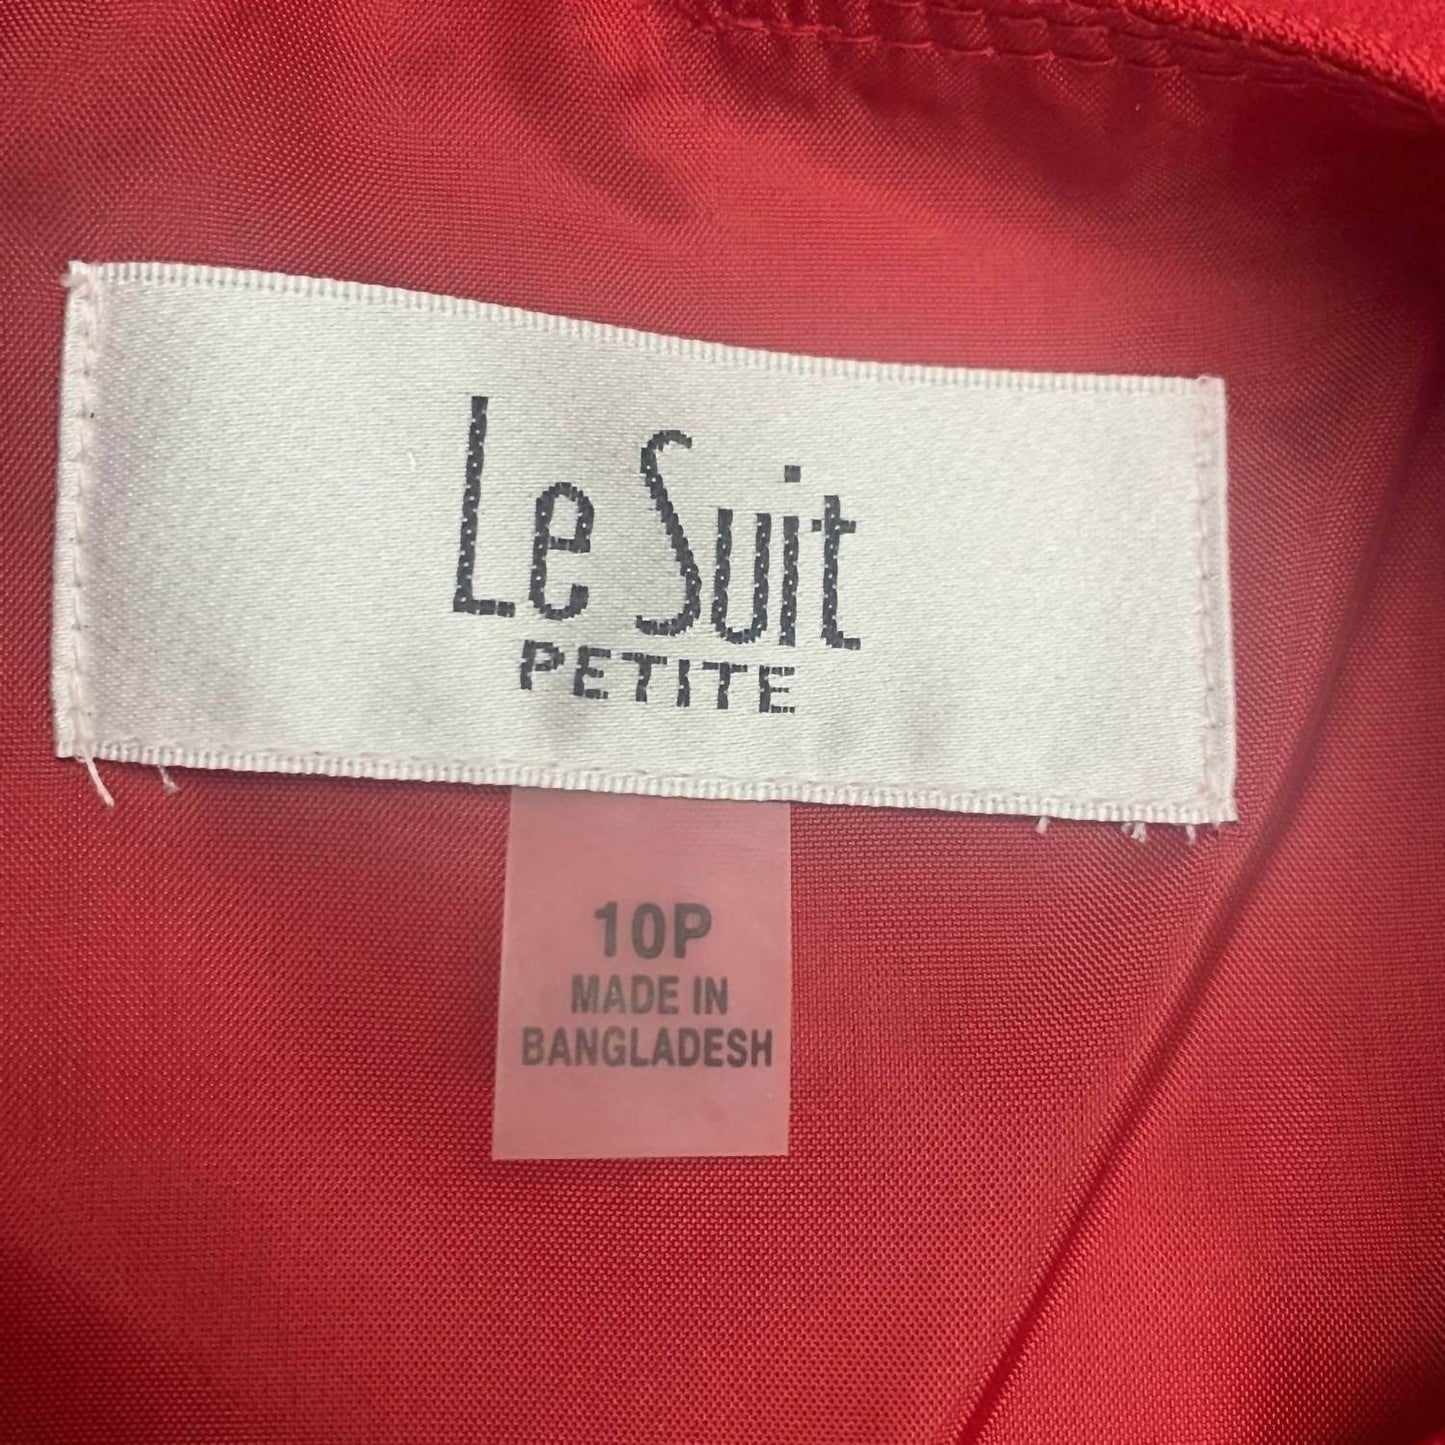 Le Suit
PETITE
10P
MADE IN
BANGLADESH